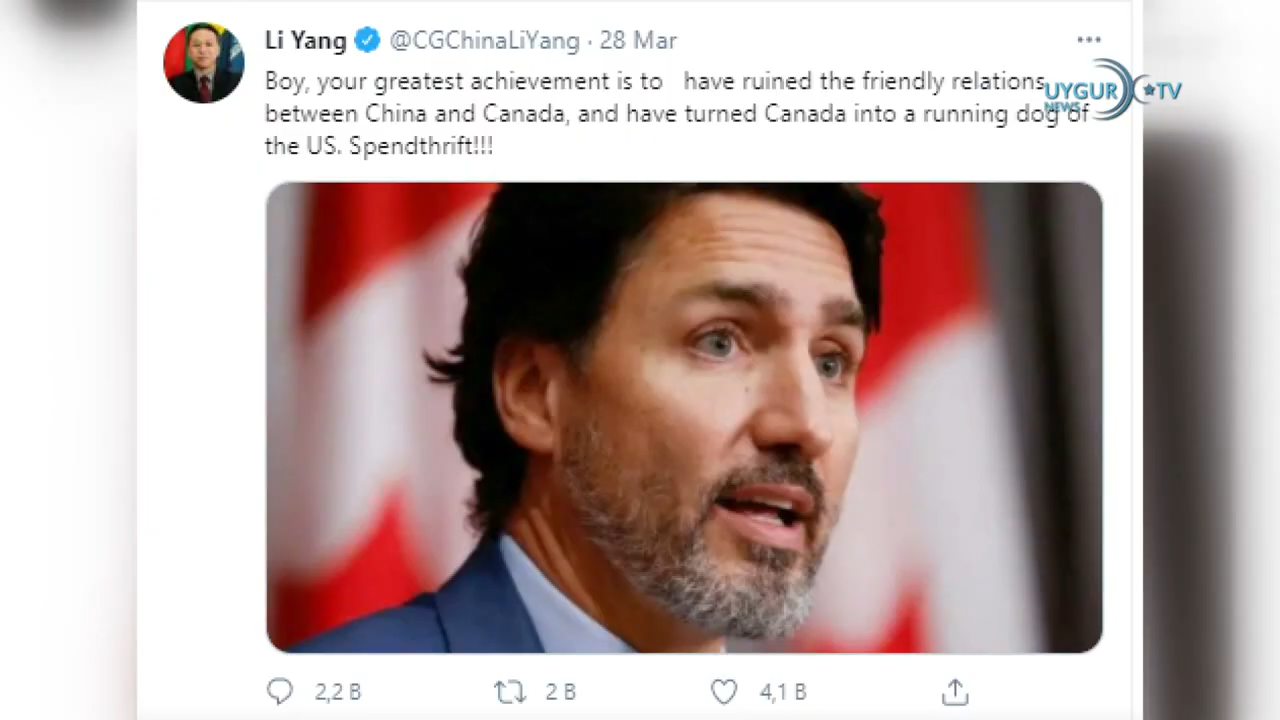 Li Yang @CGChinaLiYang · 28 Mar
Boy, your greatest achievement is to have ruined the friendly relations
between China and Canada, and have turned Canada into a running dog of
the US. Spendthrift!!!
UYGUR TV
NEWS
2,2 B 2 B 4,1 B